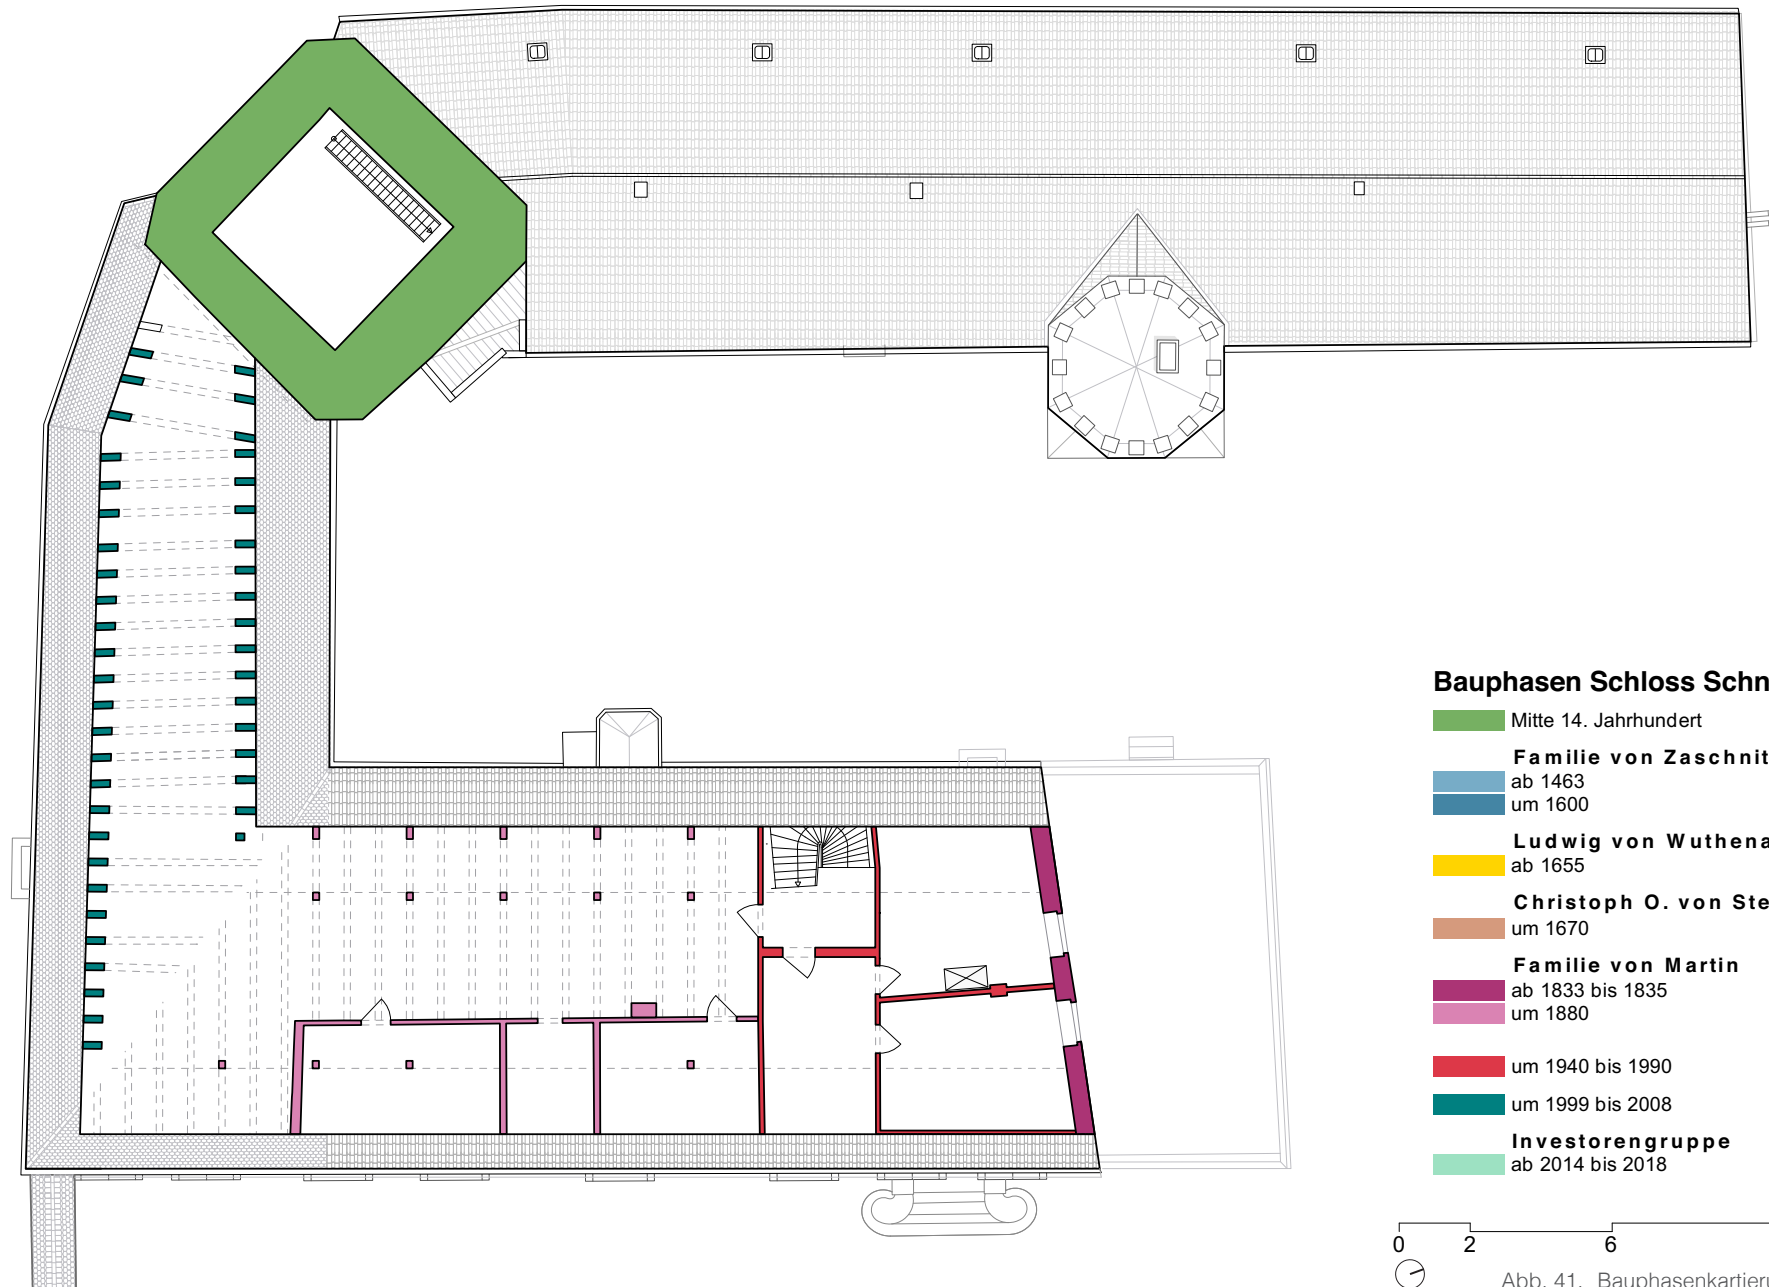 Bauphasen Schloss Schn
Mitte 14. Jahrhundert
Familie von Zaschnit
ab 1463
um 1600
Ludwig von Wuthena
ab 1655
Christoph O. von Ste
um 1670
Familie von Martin
ab 1833 bis 1835
um 1880
um 1940 bis 1990
um 1999 bis 2008
Investorengruppe
ab 2014 bis 2018
0 2 6
Abb. 41. Bauphasenkartieru